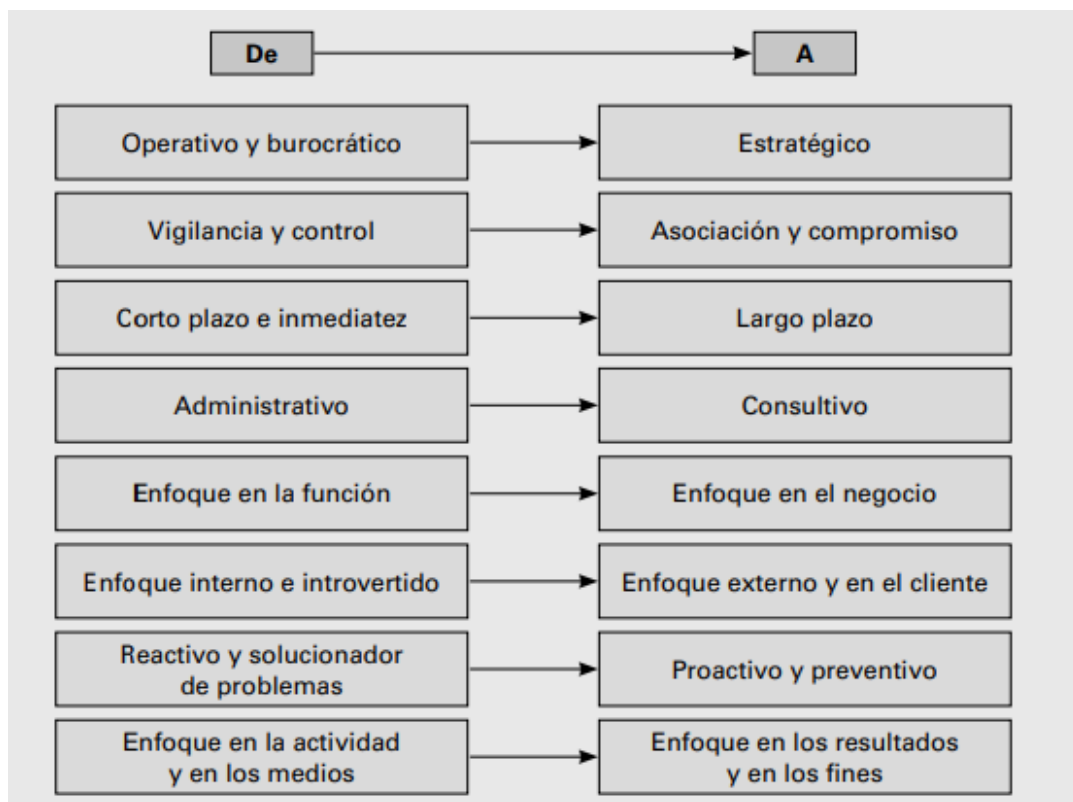 De
A
Operativo y burocrático
Estratégico
Vigilancia y control
Asociación y compromiso
Corto plazo e inmediatez
Largo plazo
Administrativo
Consultivo
Enfoque en la función
Enfoque en el negocio
Enfoque interno e introvertido
Enfoque externo y en el cliente
Reactivo y solucionador
de problemas
Proactivo y preventivo
Enfoque en la actividad
y en los medios
Enfoque en los resultados
y en los fines